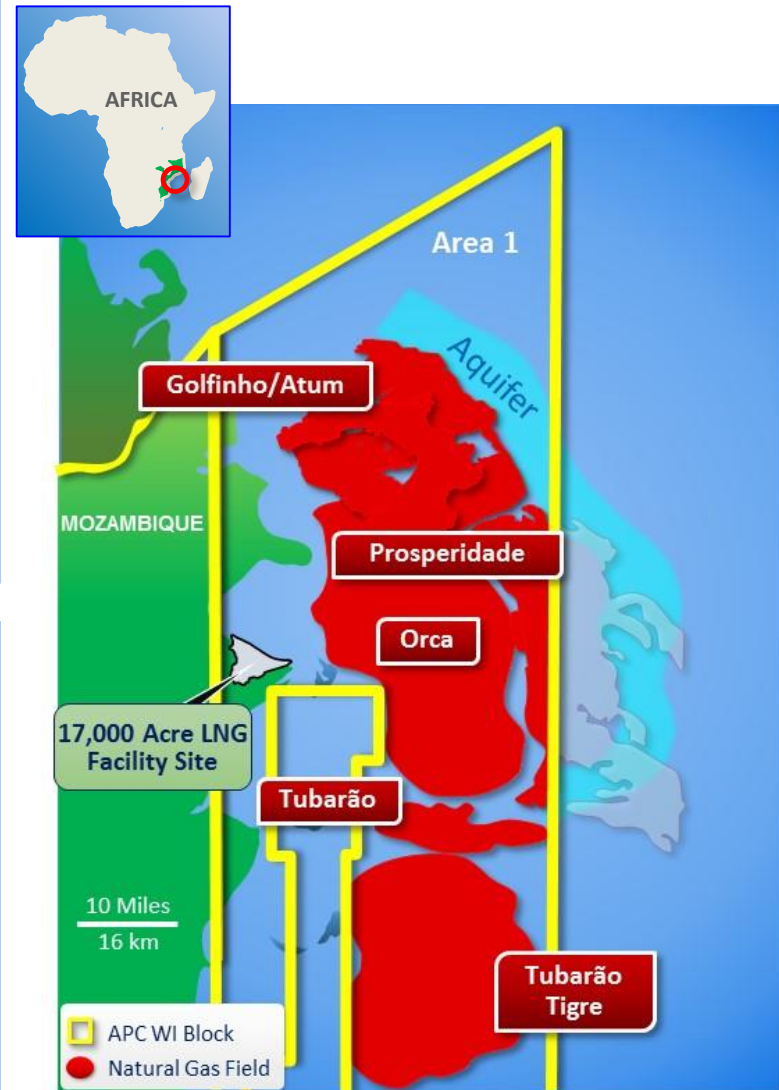 AFRICA
Area 1
Aquifer
Golfinho/Atum
MOZAMBIQUE
Prosperidade
Orca
17,000 Acre LNG
Facility Site
Tubarão
10 Miles
16 km
Tubarão
Tigre
APC WI Block
Natural Gas Field